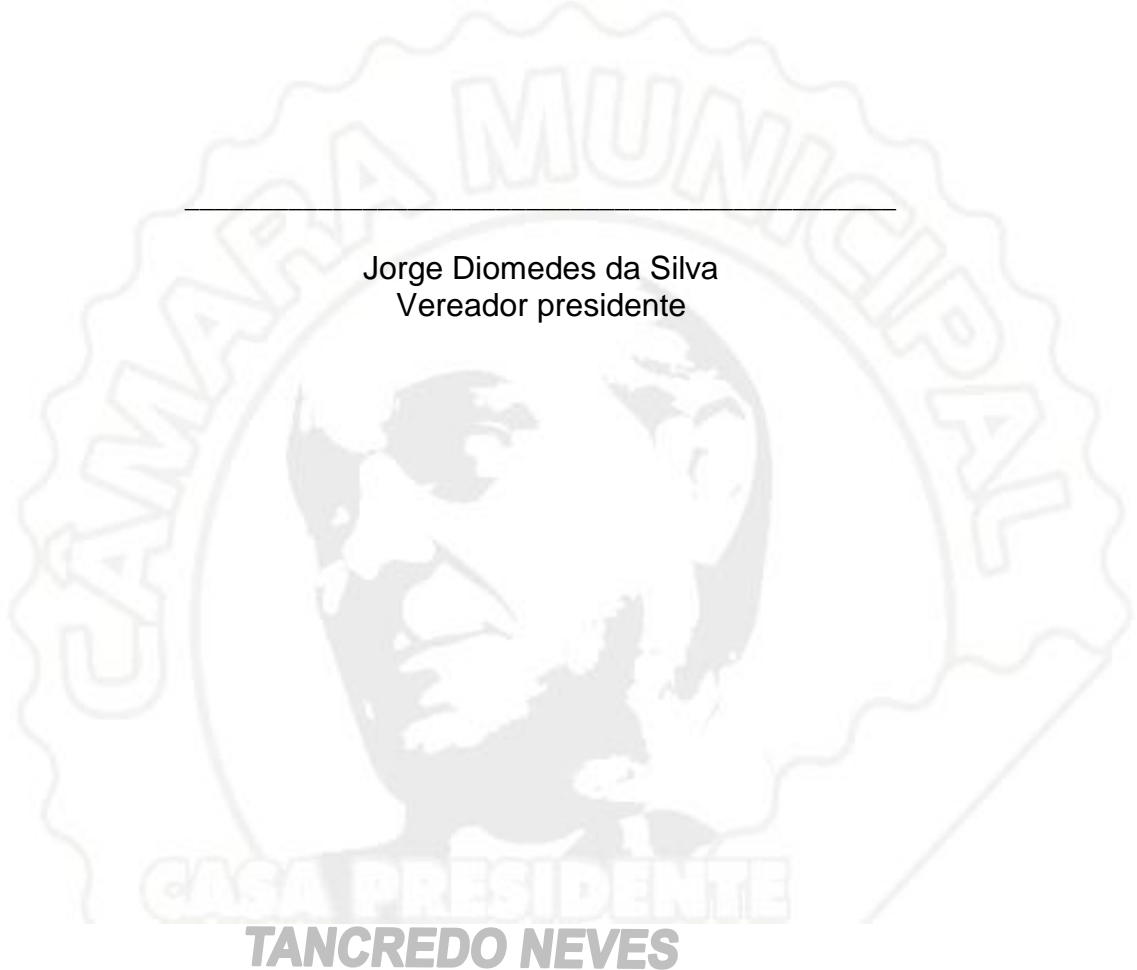 CÂMARA MUNICIPAL
Jorge Diomedes da Silva
Vereador presidente
CASA PRESIDENTE
TANCREDO NEVES